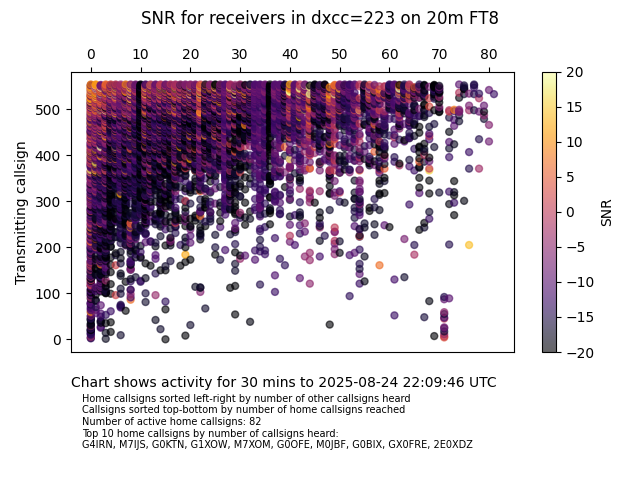 SNR for receivers in dxcc=223 on 20m FT8
0 10 20 30 40 50 60 70 80
500
400
300
200
100
0
Transmitting callsign
20
15
10
5
0
−5
−10
−15
−20
SNR
Chart shows activity for 30 mins to 2025-08-24 22:09:46 UTC
Home callsigns sorted left-right by number of other callsigns heard
Callsigns sorted top-bottom by number of home callsigns reached
Number of active home callsigns: 82
Top 10 home callsigns by number of callsigns heard:
G4IRN, M7IJS, G0KTN, G1XOW, M7XOM, G0OFE, M0JBF, G0BIX, GX0FRE, 2E0XDZ